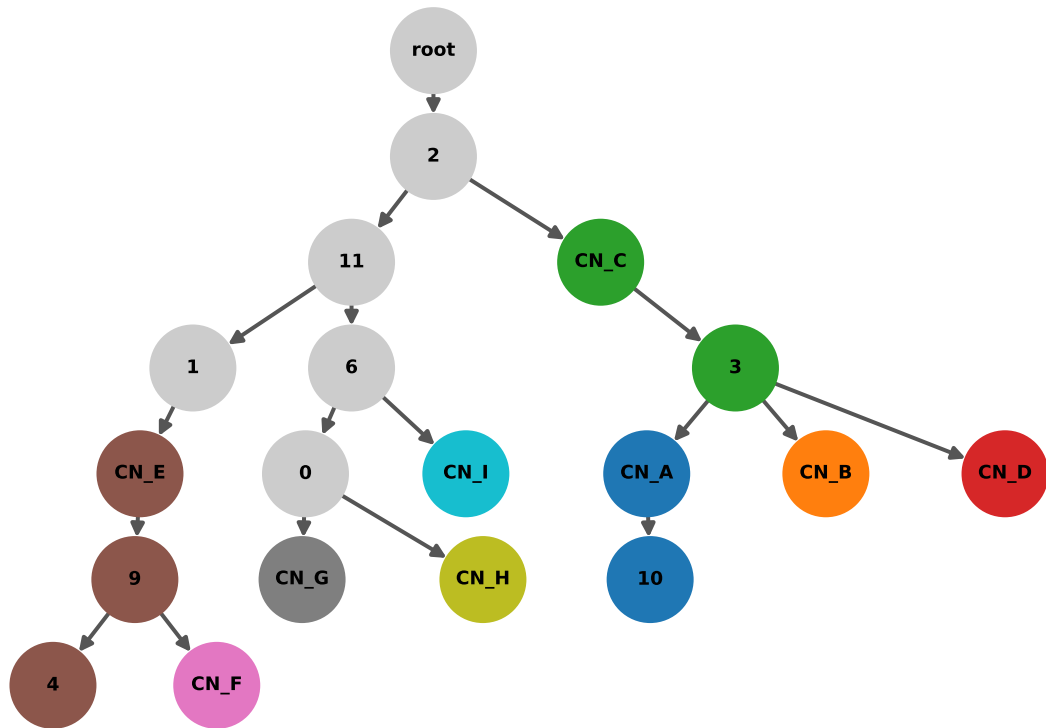 root
2
11
CN_C
1
6
3
CN_E
0
CN_I
CN_A
CN_B
CN_D
9
CN_G
CN_H
10
4
CN_F